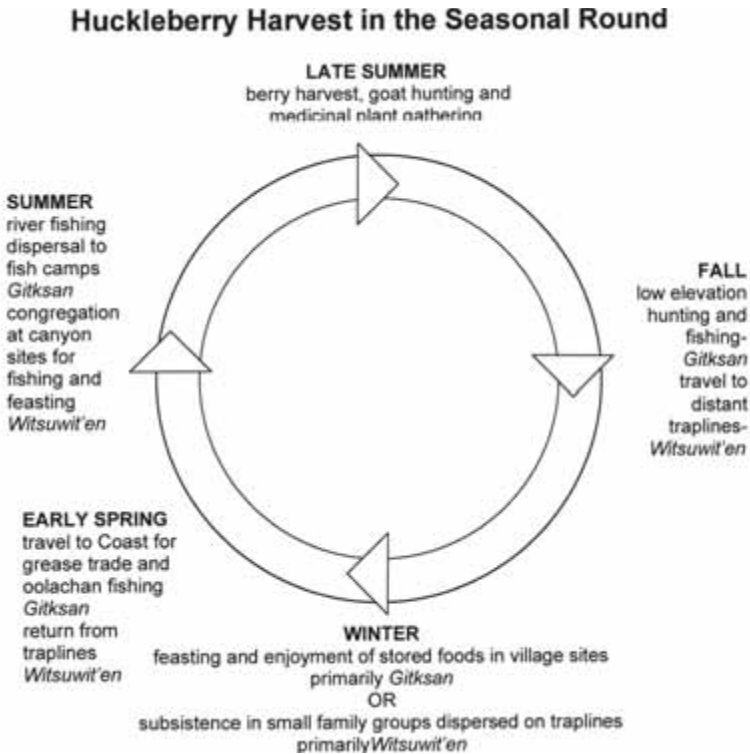 Huckleberry Harvest in the Seasonal Round
LATE SUMMER
berry harvest, goat hunting and
medicinal plant gathering
FALL
low elevation
hunting and
fishing-
Gitksan
travel to
distant
traplines-
Witsuwit'en
WINTER
feasting and enjoyment of stored foods in village sites
primarily Gitksan
OR
subsistence in small family groups dispersed on traplines
primarilyWitsuwit'en
EARLY SPRING
travel to Coast for
grease trade and
oolachan fishing
Gitksan
return from
traplines
Witsuwit'en
SUMMER
river fishing
dispersal to
fish camps
Gitksan
congregation
at canyon
sites for
fishing and
feasting
Witsuwit'en